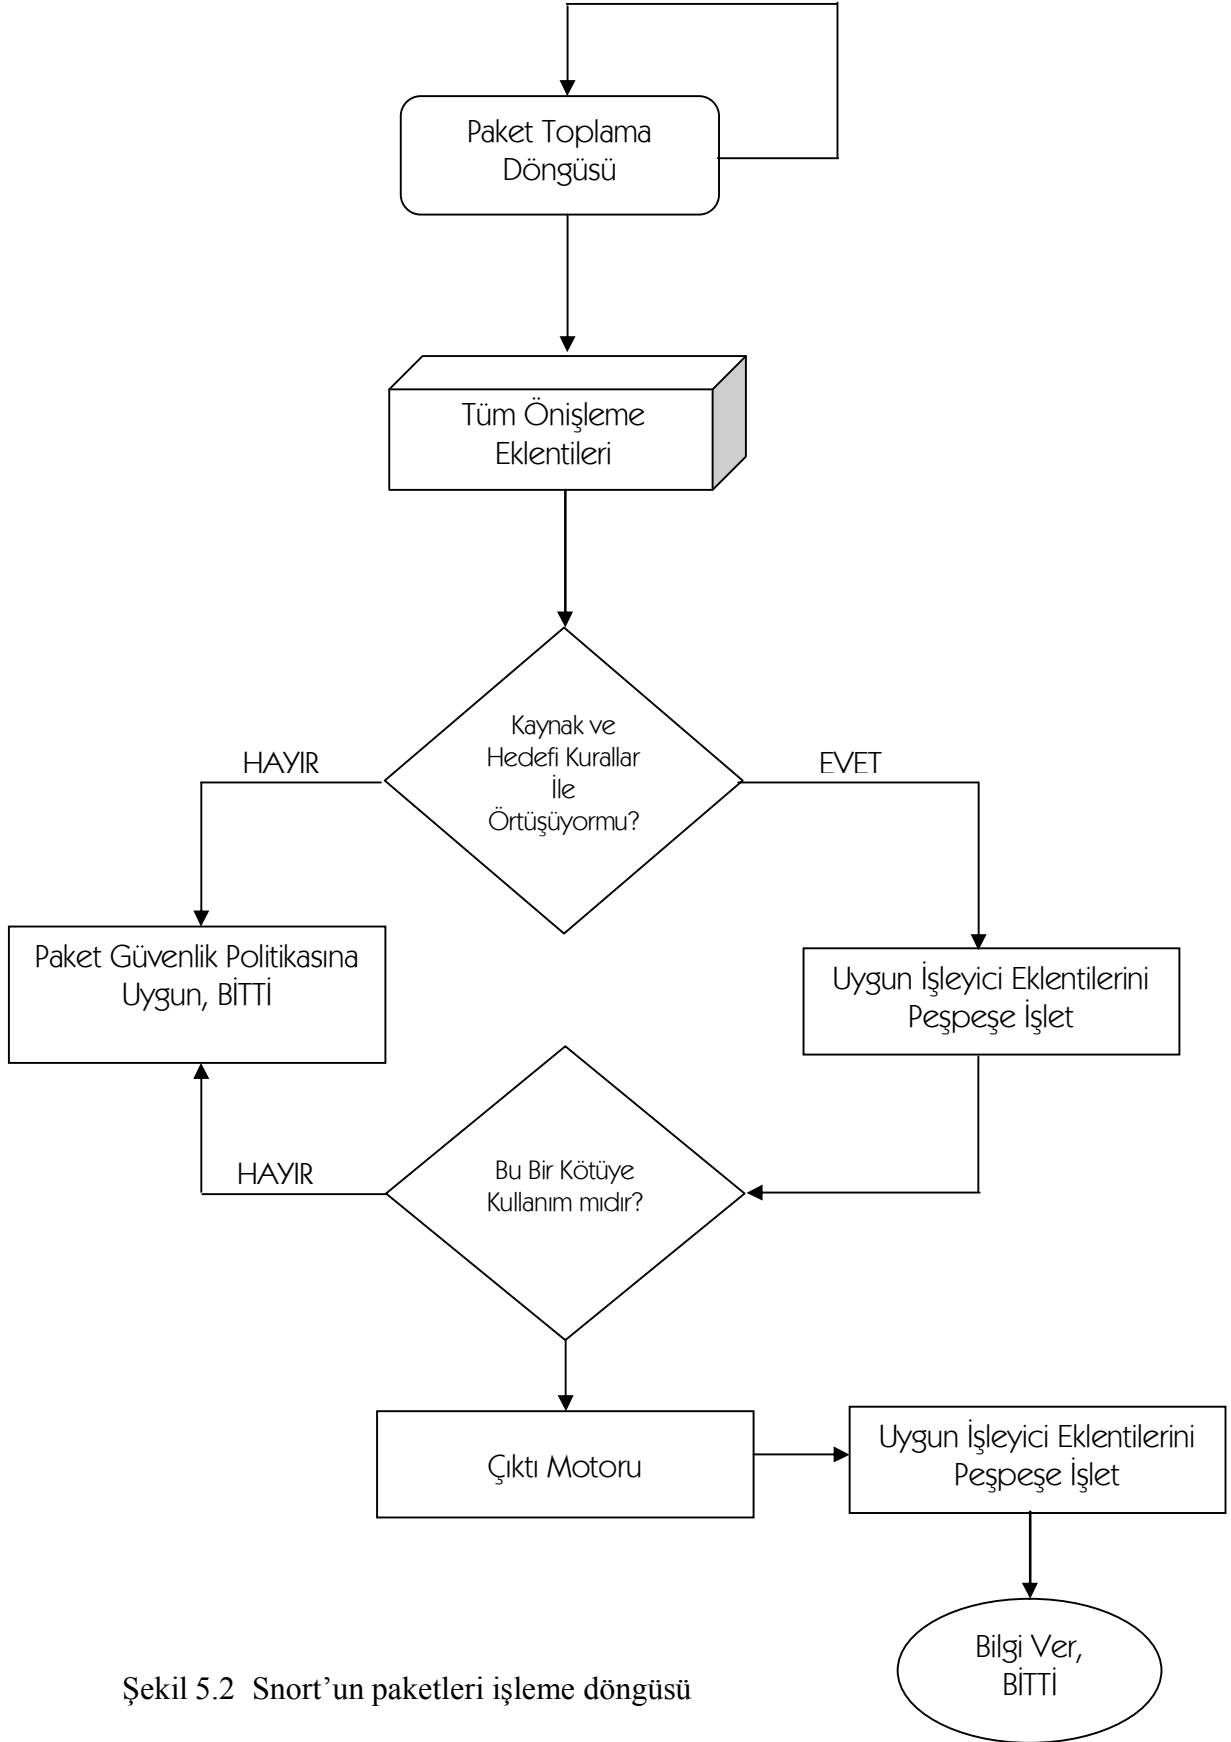 Paket Toplama
Döngüsü
Tüm Önişleme
Eklentileri
Kaynak ve
Hedefi Kurallar
İle
Örtüşüyormu?
HAYIR
EVET
Paket Güvenlik Politikasına
Uygun, BİTTİ
Uygun İşleyici Eklentilerini
Peşpeşe İşlet
Bu Bir Kötüye
Kullanım mıdır?
HAYIR
Çıktı Motoru
Uygun İşleyici Eklentilerini
Peşpeşe İşlet
Bilgi Ver,
BİTTİ
Şekil 5.2 Snort’un paketleri işleme döngüsü